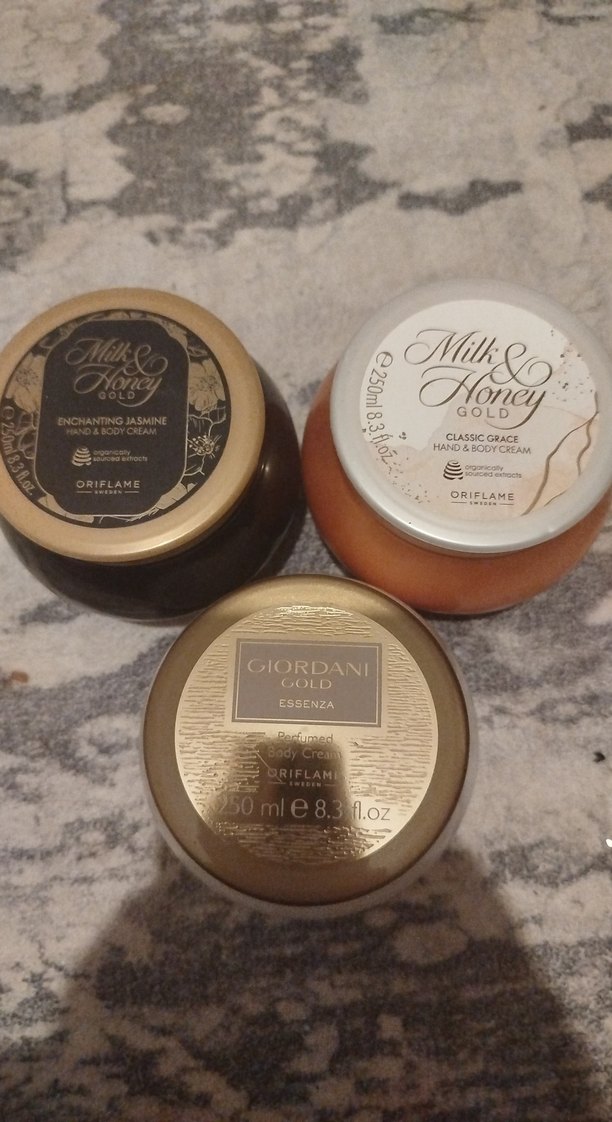 Milk &
Honey
GOLD
ENCHANTING JASMINE
HAND & BODY CREAM
organically
sourced extracts
ORIFLAME
SWEDEN
℮ 250ml 8.3 fl.oz
Milk &
Honey
GOLD
CLASSIC GRACE
HAND & BODY CREAM
organically
sourced extracts
ORIFLAME
SWEDEN
℮ 250ml 8.3 fl.oz
GIORDANI
GOLD
ESSENZA
Perfumed
Body Cream
ORIFLAME
SWEDEN
250 ml ℮ 8.3 fl.oz